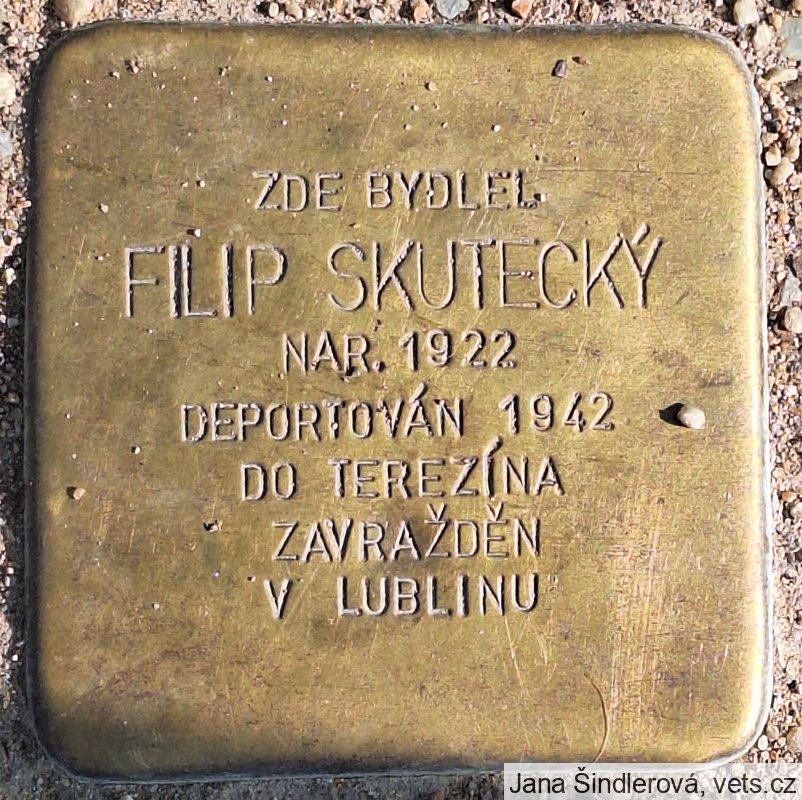 ZDE BYDLEL
FILIP SKUTECKÝ
NAR. 1922
DEPORTOVÁN 1942
DO TEREZÍNA
ZAVRAŽDĚN
V LUBLINU
Jana Šindlerová, vets.cz